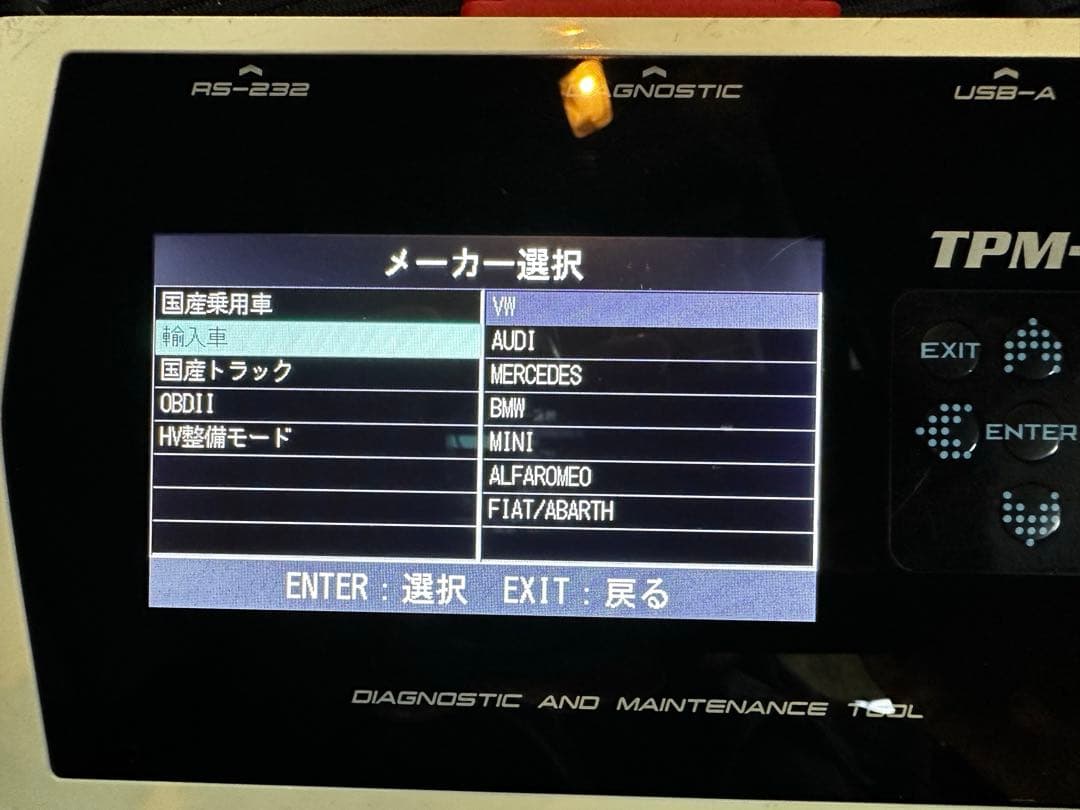 RS-232
DIAGNOSTIC
USB-A
TPM-
メーカー選択
国産乗用車
輸入車
国産トラック
OBDII
HV整備モード
VW
AUDI
MERCEDES
BMW
MINI
ALFAROMEO
FIAT/ABARTH
ENTER：選択 EXIT：戻る
EXIT
ENTER
DIAGNOSTIC AND MAINTENANCE TOOL